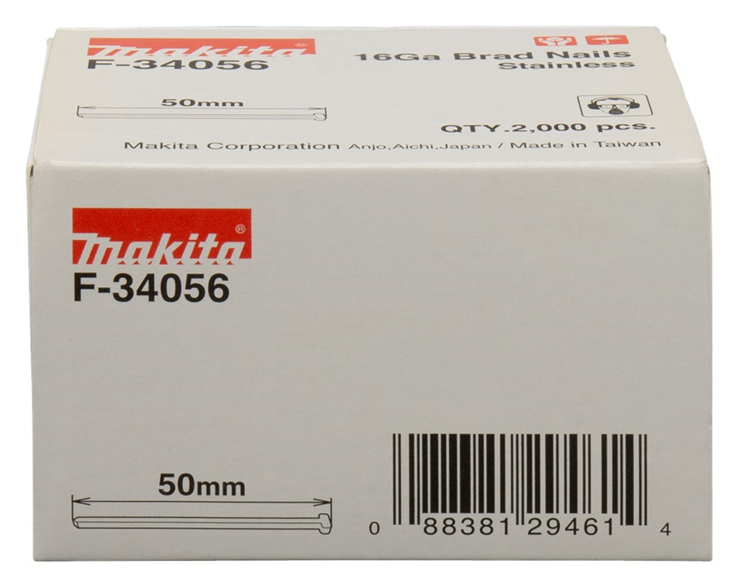 Makita®
F-34056
16Ga Brad Nails
Stainless
50mm
QTY.2,000 pcs.
Makita Corporation Anjo,Aichi,Japan / Made in Taiwan
Makita®
F-34056
50mm
0 88381 29461 4